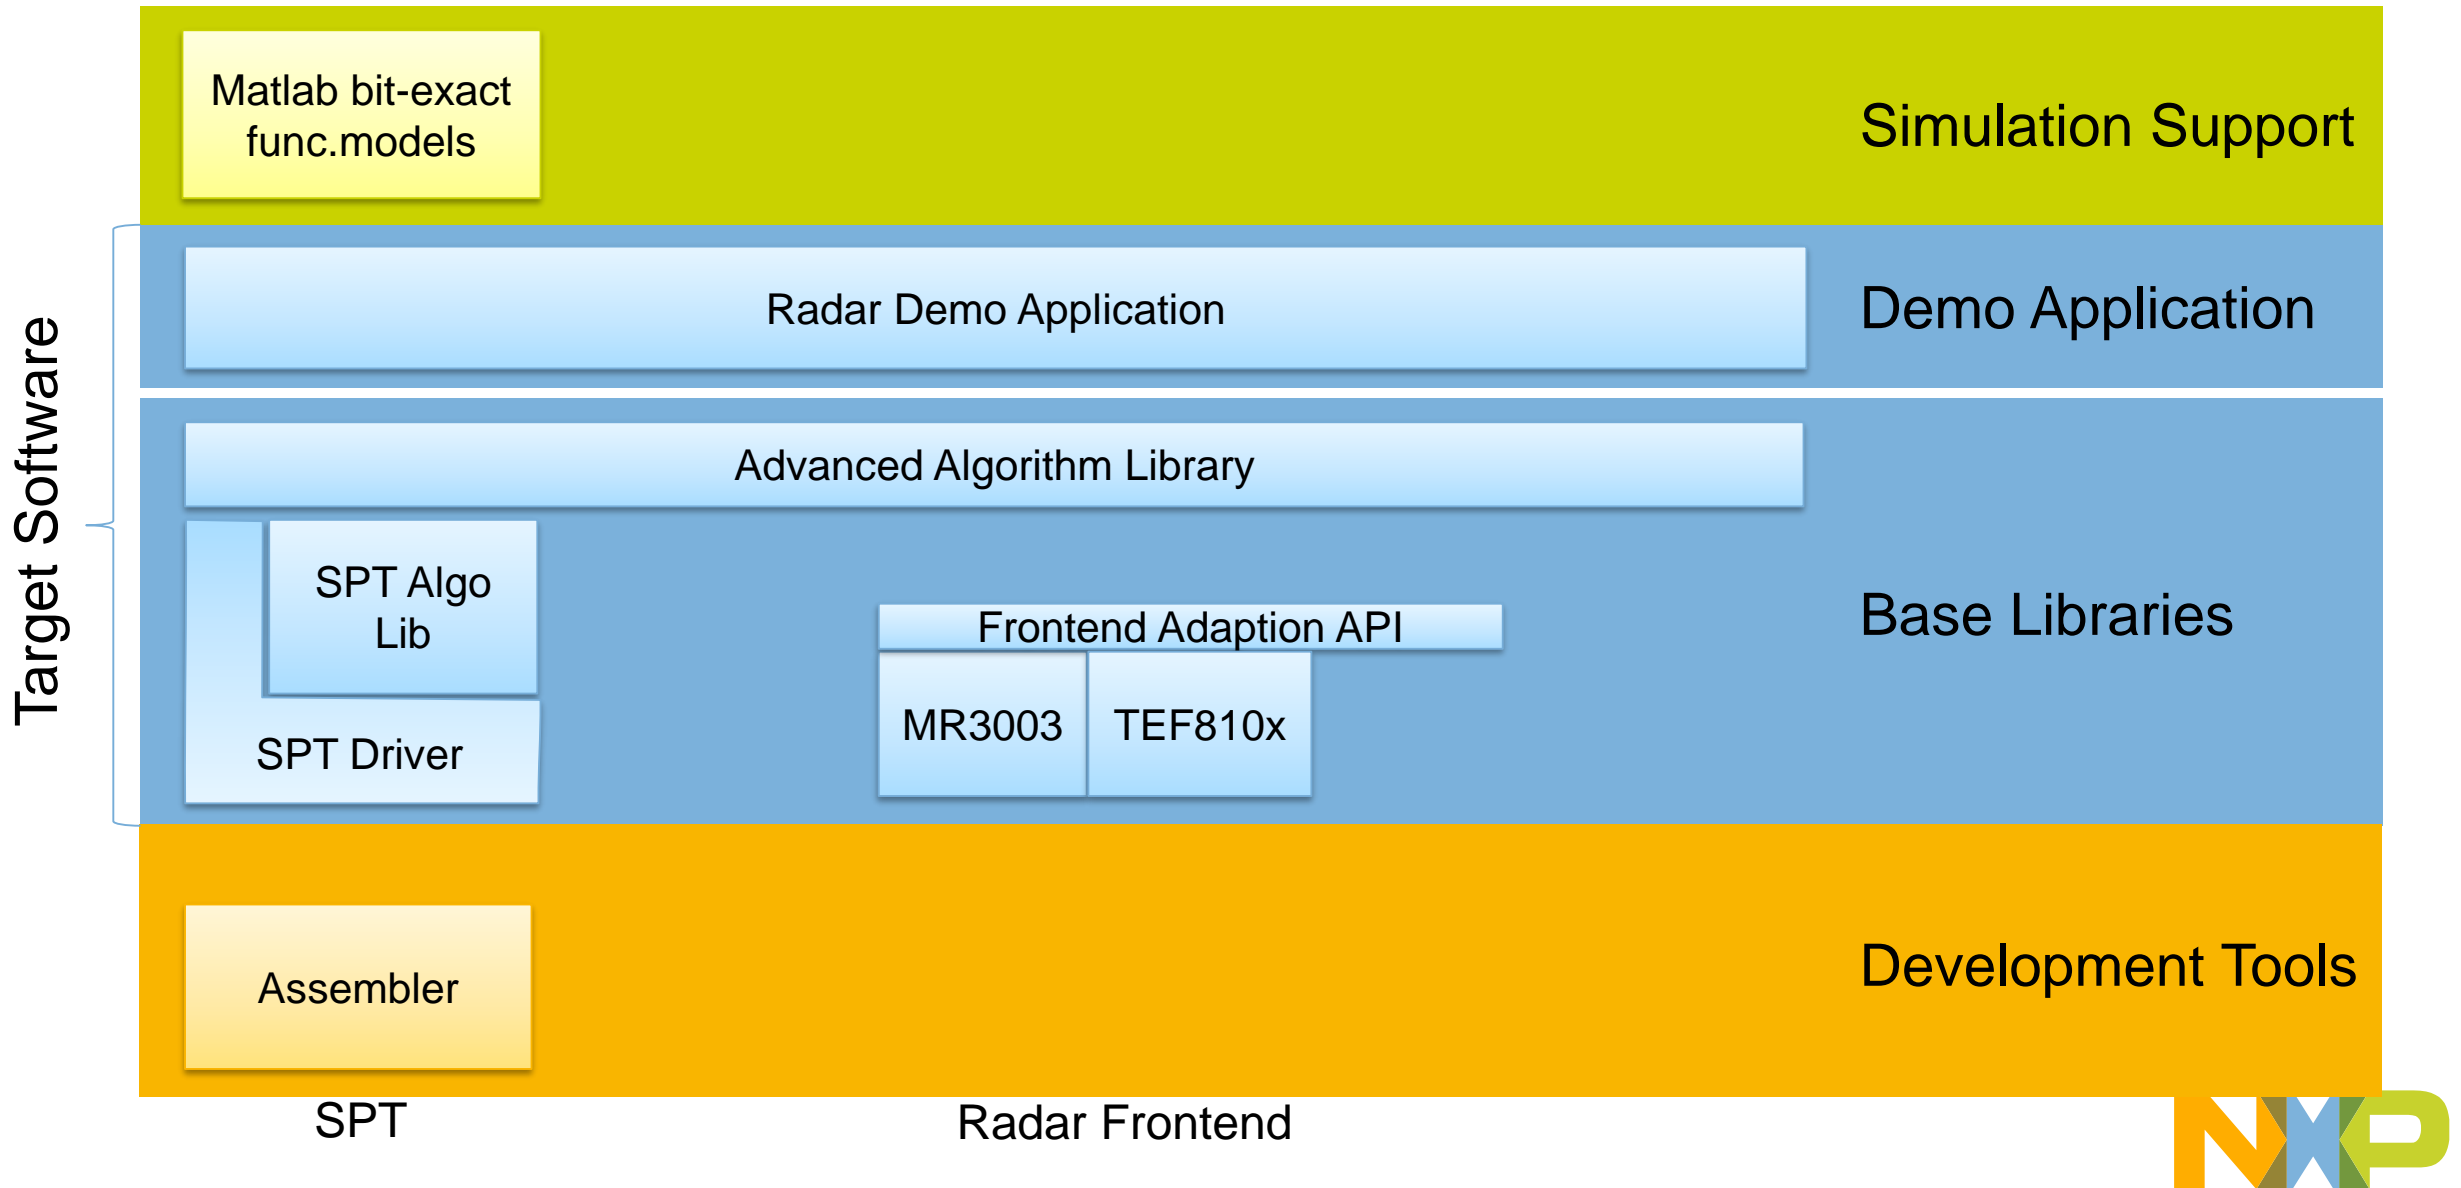 Matlab bit-exact
func.models
Simulation Support
Target Software
Radar Demo Application
Demo Application
Advanced Algorithm Library
SPT Algo
Lib
SPT Driver
Frontend Adaption API
MR3003
TEF810x
Base Libraries
Assembler
Development Tools
SPT
Radar Frontend
NXP